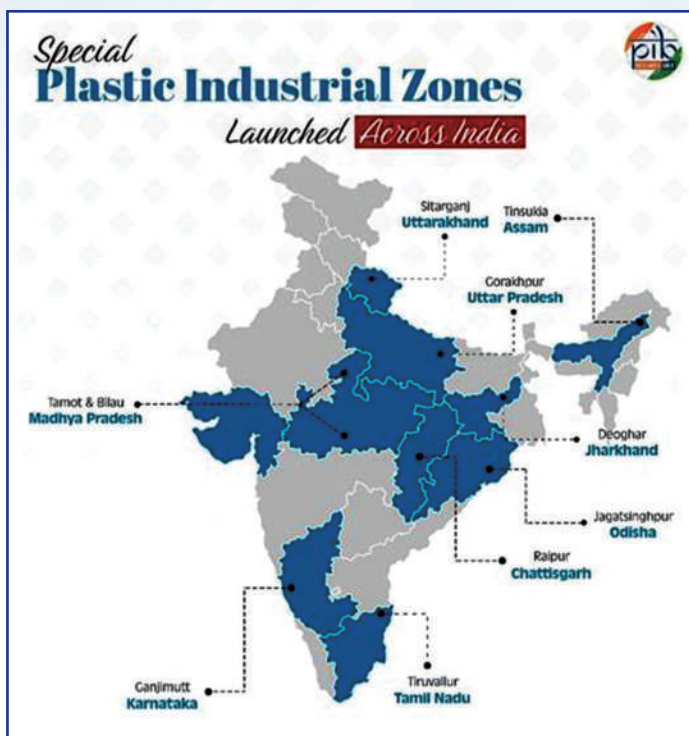 Special
Plastic Industrial Zones
Launched Across India
pib
Sitarganj
Uttarakhand
Tinsukia
Assam
Gorakhpur
Uttar Pradesh
Tamot & Bilau
Madhya Pradesh
Deoghar
Jharkhand
Jagatsinghpur
Odisha
Raipur
Chattisgarh
Ganjimutt
Karnataka
Tiruvallur
Tamil Nadu